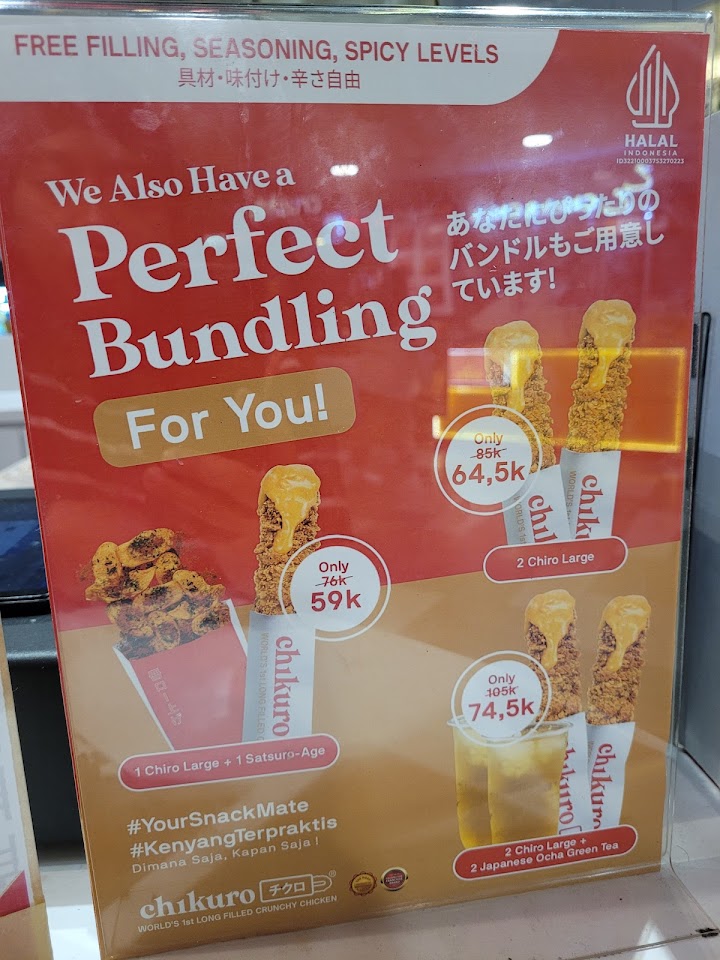 FREE FILLING, SEASONING, SPICY LEVELS
具材・味付け・辛さ自由
HALAL
INDONESIA
We Also Have a
Perfect
Bundling
For You!
あなたにぴったりの
バンドルもご用意し
ています!
Only
85k
64,5k
chikuro
2 Chiro Large
Only
76k
59k
chikuro
1 Chiro Large + 1 Satsuro-Age
Only
105k
74,5k
chikuro
2 Chiro Large +
2 Japanese Ocha Green Tea
#YourSnackMate
#KenyangTerpraktis
Dimana Saja, Kapan Saja !
chikuro チクロ ®
WORLD'S 1st LONG FILLED CRUNCHY CHICKEN